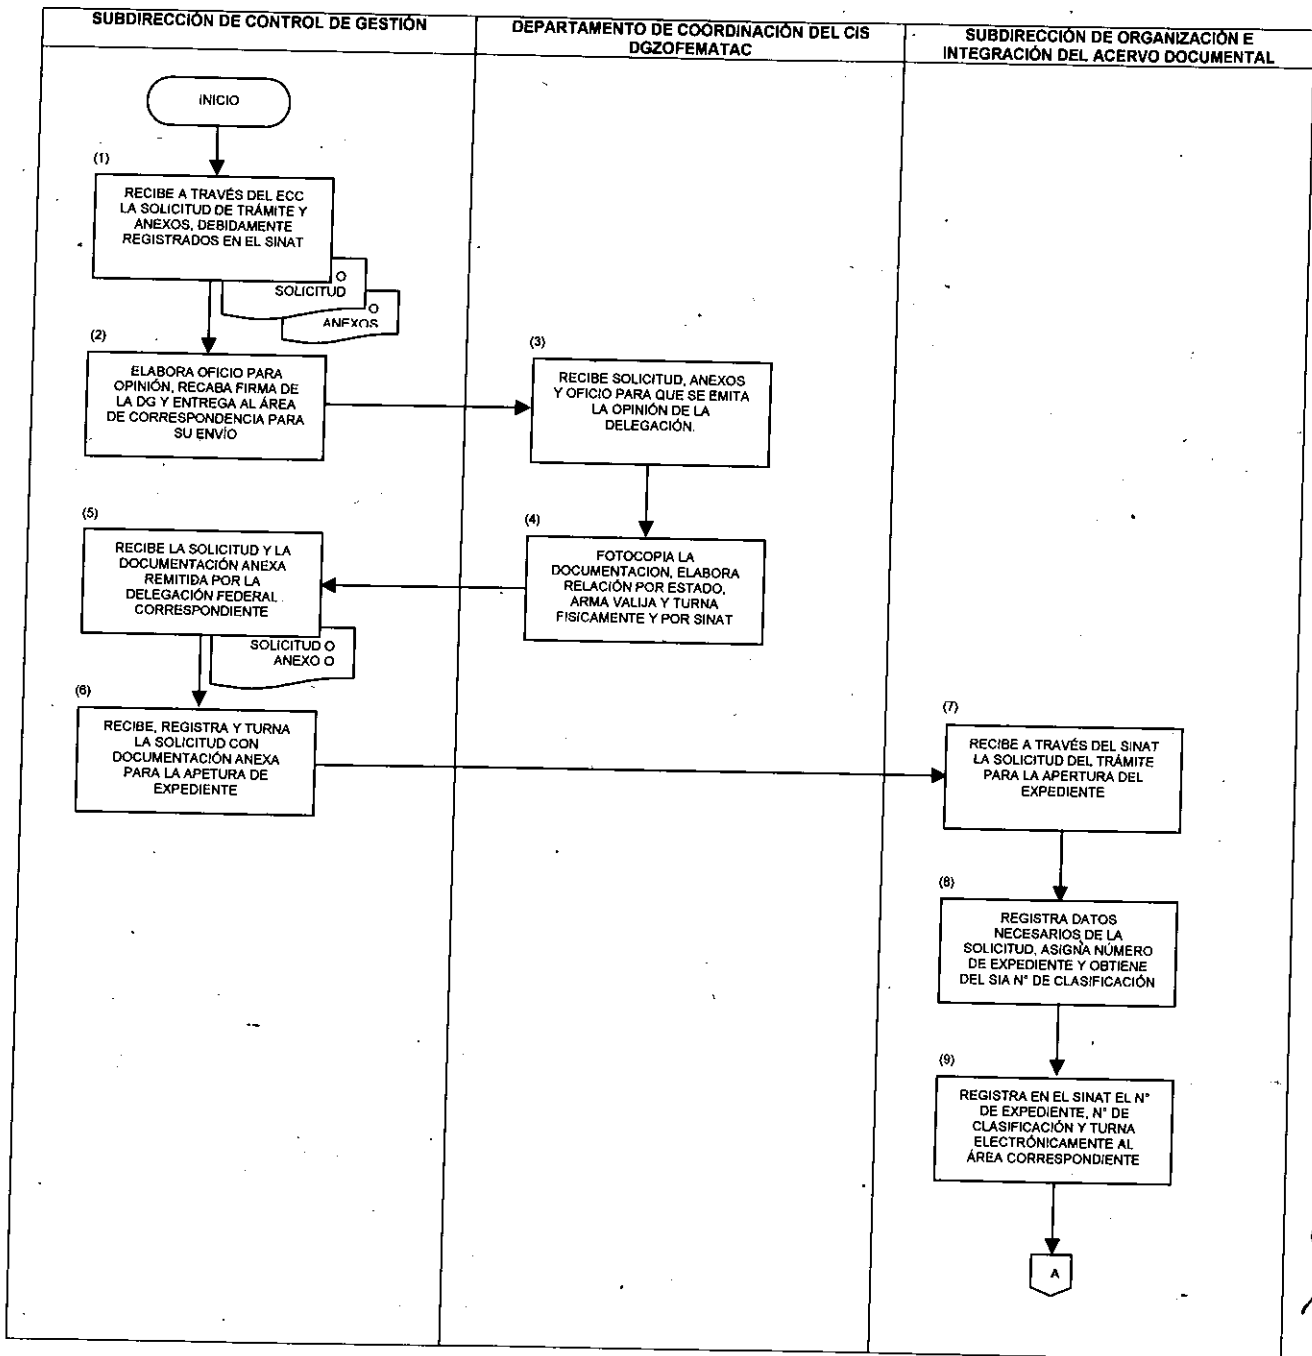 SUBDIRECCIÓN DE CONTROL DE GESTIÓN
DEPARTAMENTO DE COORDINACIÓN DEL CIS
DGZOFEMATAC
SUBDIRECCIÓN DE ORGANIZACIÓN E
INTEGRACIÓN DEL ACERVO DOCUMENTAL
INICIO
(1)
RECIBE A TRAVÉS DEL ECC
LA SOLICITUD DE TRÁMITE Y
ANEXOS, DEBIDAMENTE
REGISTRADOS EN EL SINAT
O
SOLICITUD
O
ANEXOS
(2)
ELABORA OFICIO PARA
OPINIÓN, RECABA FIRMA DE
LA DG Y ENTREGA AL ÁREA
DE CORRESPONDENCIA PARA
SU ENVÍO
(3)
RECIBE SOLICITUD, ANEXOS
Y OFICIO PARA QUE SE EMITA
LA OPINIÓN DE LA
DELEGACIÓN.
(4)
FOTOCOPIA LA
DOCUMENTACION, ELABORA
RELACIÓN POR ESTADO,
ARMA VALIJA Y TURNA
FISICAMENTE Y POR SINAT
(5)
RECIBE LA SOLICITUD Y LA
DOCUMENTACIÓN ANEXA
REMITIDA POR LA
DELEGACIÓN FEDERAL
CORRESPONDIENTE
SOLICITUD O
ANEXO O
(6)
RECIBE, REGISTRA Y TURNA
LA SOLICITUD CON
DOCUMENTACIÓN ANEXA
PARA LA APETURA DE
EXPEDIENTE
(7)
RECIBE A TRAVÉS DEL SINAT
LA SOLICITUD DEL TRÁMITE
PARA LA APERTURA DEL
EXPEDIENTE
(8)
REGISTRA DATOS
NECESARIOS DE LA
SOLICITUD, ASIGNA NÚMERO
DE EXPEDIENTE Y OBTIENE
DEL SIA N° DE CLASIFICACIÓN
(9)
REGISTRA EN EL SINAT EL N°
DE EXPEDIENTE, N° DE
CLASIFICACIÓN Y TURNA
ELECTRÓNICAMENTE AL
ÁREA CORRESPONDIENTE
A